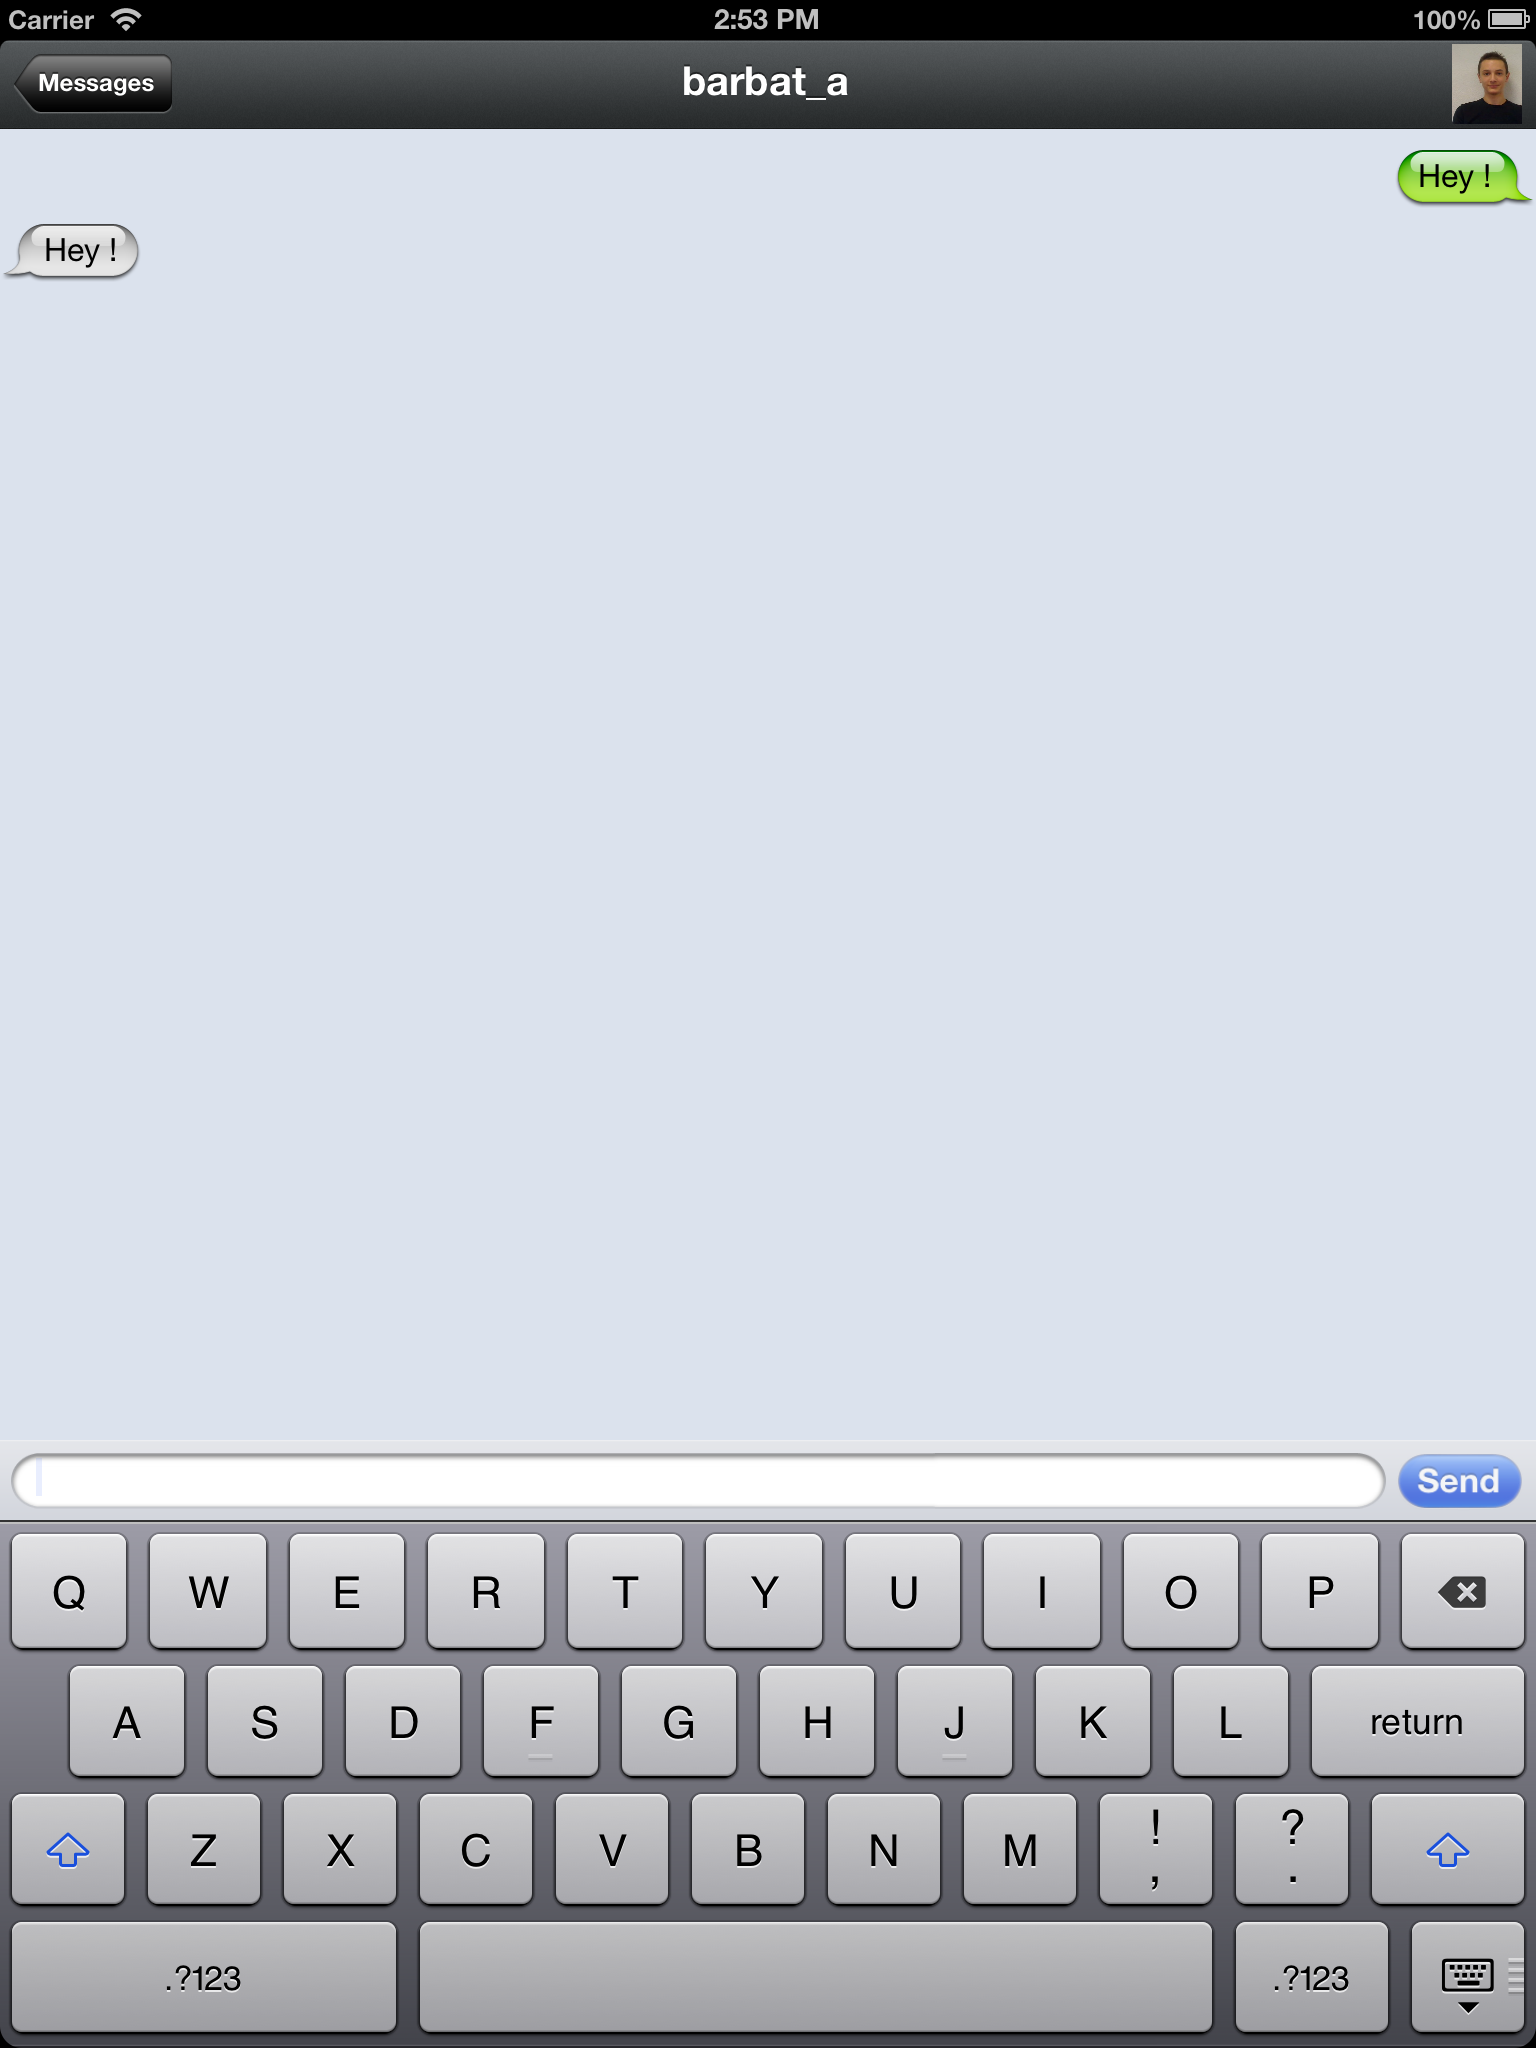 Carrier 2:53 PM 100%
Messages barbat_a
Hey !
Hey !
Send
Q W E R T Y U I O P
A S D F G H J K L return
Z X C V B N M ! , ? .
.?123 .?123